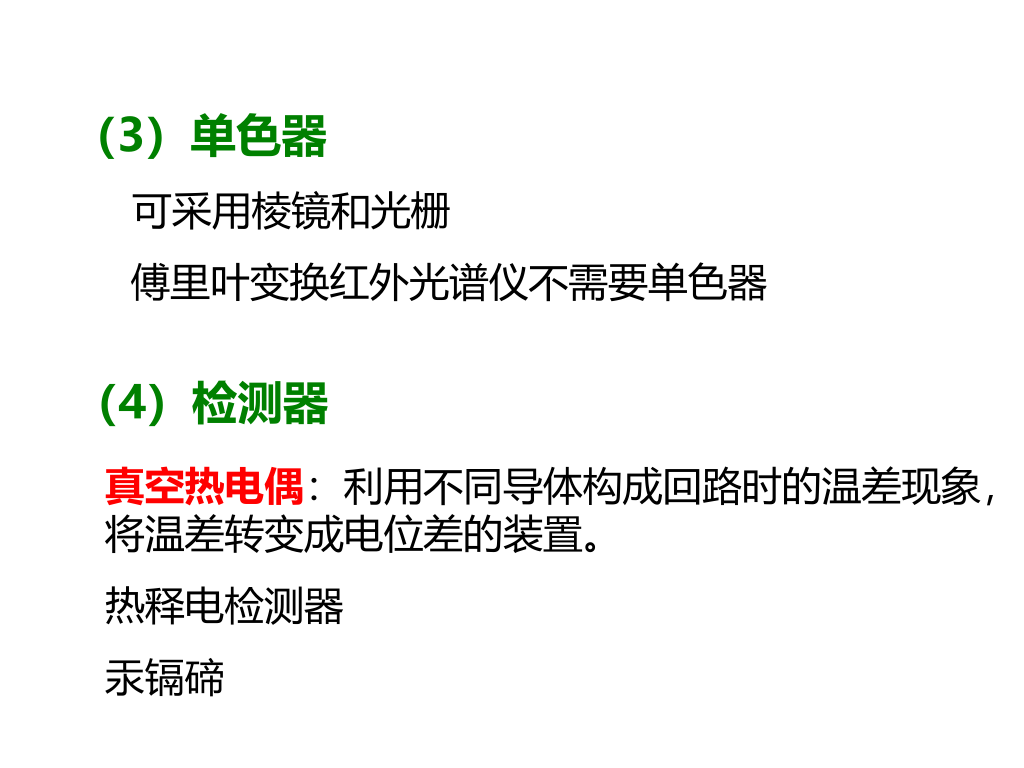 （3）单色器
可采用棱镜和光栅
傅里叶变换红外光谱仪不需要单色器
（4）检测器
真空热电偶：利用不同导体构成回路时的温差现象，
将温差转变成电位差的装置。
热释电检测器
汞镉碲